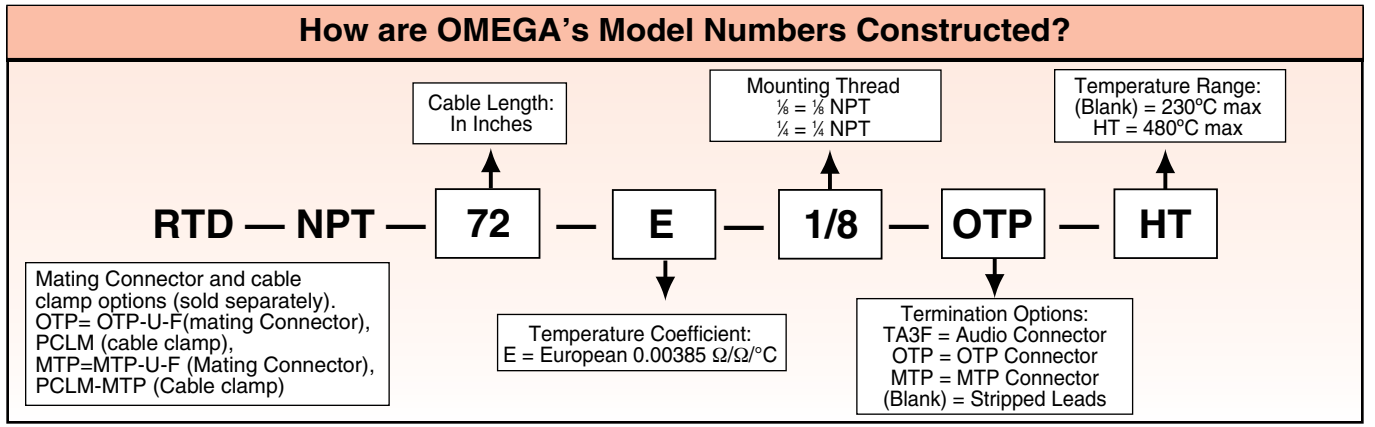 How are OMEGA's Model Numbers Constructed?
Cable Length:
In Inches
Mounting Thread
⅛ = ⅛ NPT
¼ = ¼ NPT
Temperature Range:
(Blank) = 230ºC max
HT = 480ºC max
RTD — NPT — 72 — E — 1/8 — OTP — HT
Mating Connector and cable
clamp options (sold separately).
OTP= OTP-U-F(mating Connector),
PCLM (cable clamp),
MTP=MTP-U-F (Mating Connector),
PCLM-MTP (Cable clamp)
Temperature Coefficient:
E = European 0.00385 Ω/Ω/°C
Termination Options:
TA3F = Audio Connector
OTP = OTP Connector
MTP = MTP Connector
(Blank) = Stripped Leads